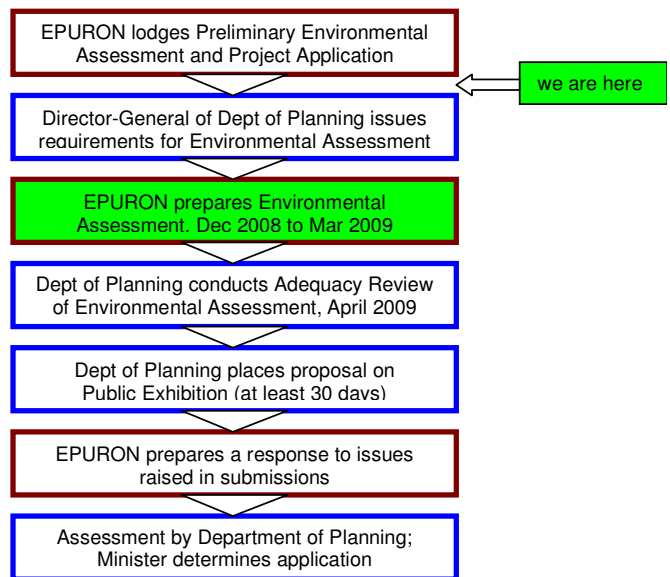 EPURON lodges Preliminary Environmental
Assessment and Project Application
we are here
Director-General of Dept of Planning issues
requirements for Environmental Assessment
EPURON prepares Environmental
Assessment. Dec 2008 to Mar 2009
Dept of Planning conducts Adequacy Review
of Environmental Assessment, April 2009
Dept of Planning places proposal on
Public Exhibition (at least 30 days)
EPURON prepares a response to issues
raised in submissions
Assessment by Department of Planning;
Minister determines application